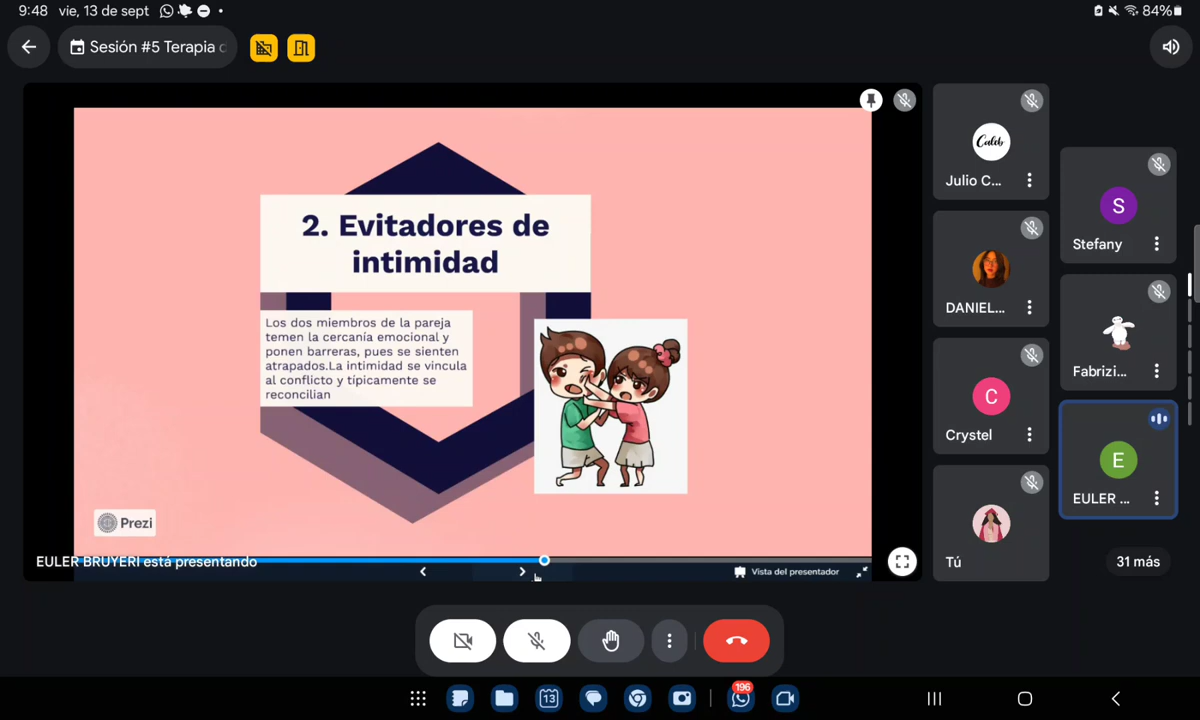 9:48 vie, 13 de sept
84%
Sesión #5 Terapia c
2. Evitadores de
intimidad
Los dos miembros de la pareja
temen la cercanía emocional y
ponen barreras, pues se sienten
atrapados.La intimidad se vincula
al conflicto y típicamente se
reconcilian
Prezi
EULER BRUYERI está presentando
Vista del presentador
Caleb
Julio C...
DANIEL...
C
Crystel
Tú
S
Stefany
Fabrizi...
E
EULER ...
31 más
13
196